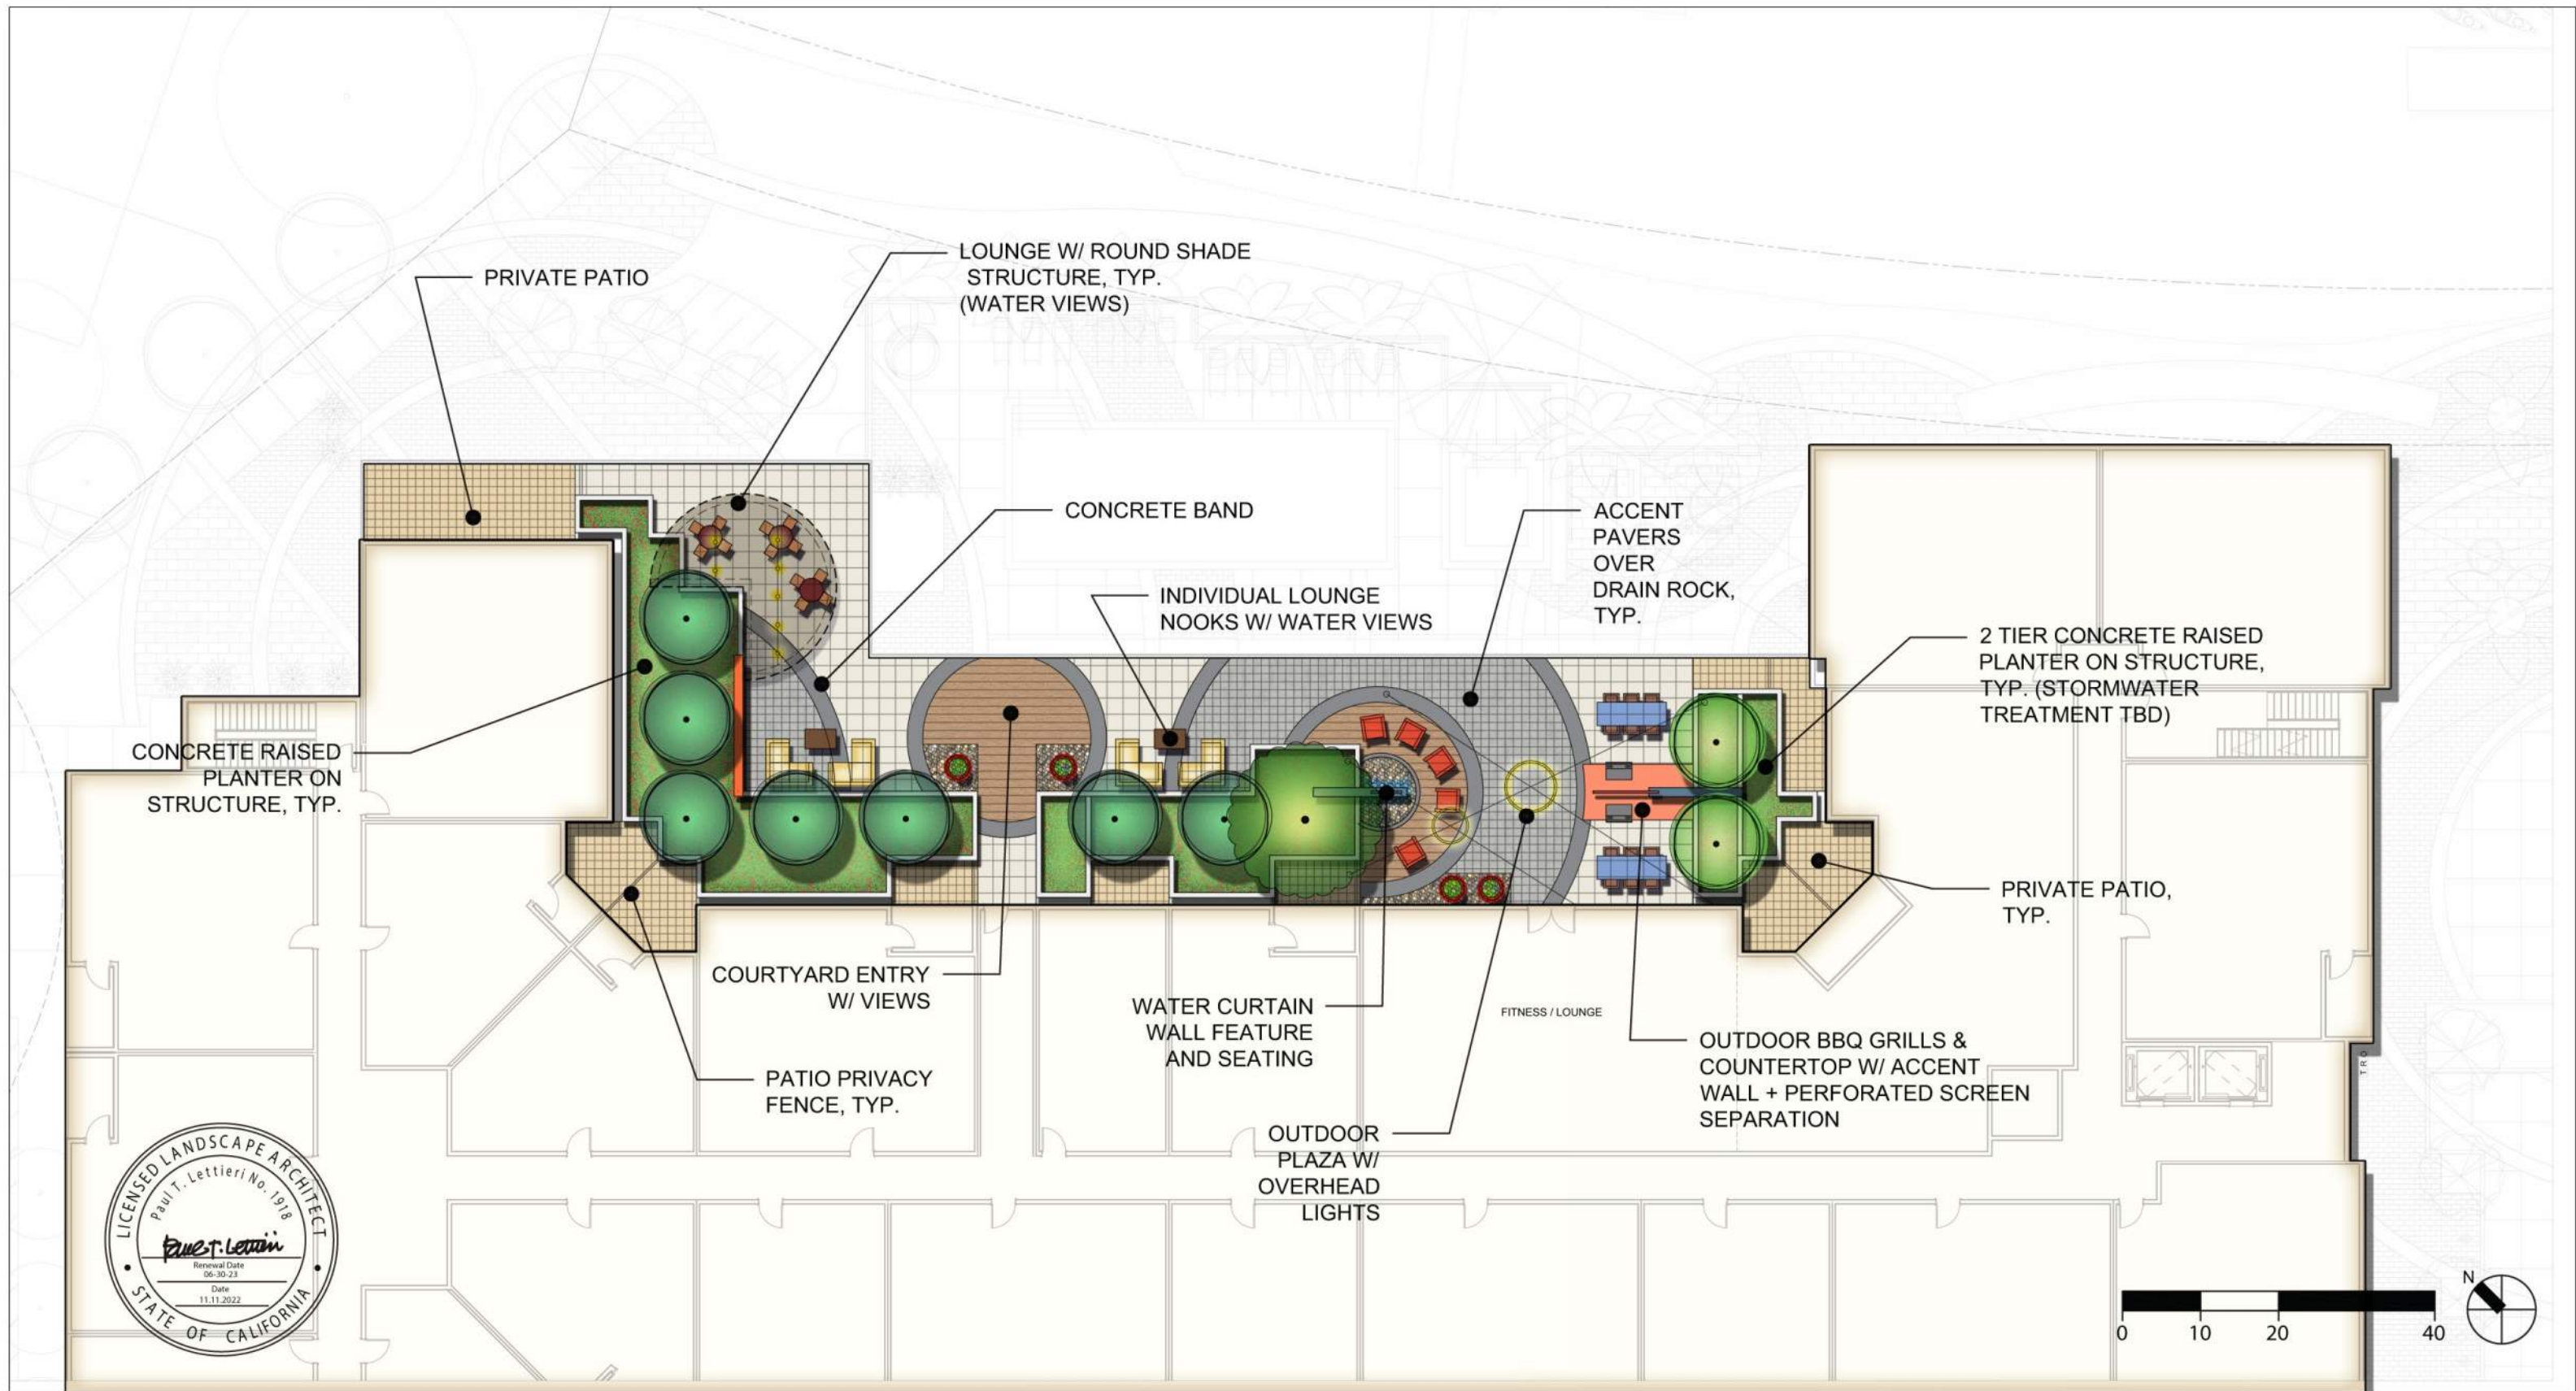 LOUNGE W/ ROUND SHADE
STRUCTURE, TYP.
(WATER VIEWS)
PRIVATE PATIO
CONCRETE BAND
ACCENT
PAVERS
OVER
DRAIN ROCK,
TYP.
INDIVIDUAL LOUNGE
NOOKS W/ WATER VIEWS
2 TIER CONCRETE RAISED
PLANTER ON STRUCTURE,
TYP. (STORMWATER
TREATMENT TBD)
CONCRETE RAISED
PLANTER ON
STRUCTURE, TYP.
PRIVATE PATIO,
TYP.
COURTYARD ENTRY
W/ VIEWS
WATER CURTAIN
WALL FEATURE
AND SEATING
FITNESS / LOUNGE
OUTDOOR BBQ GRILLS &
COUNTERTOP W/ ACCENT
WALL + PERFORATED SCREEN
SEPARATION
PATIO PRIVACY
FENCE, TYP.
OUTDOOR
PLAZA W/
OVERHEAD
LIGHTS
TRO
LICENSED LANDSCAPE ARCHITECT
Paul T. Lettieri No. 1918
Paul T. Lettieri
Renewal Date
06-30-23
Date
11.11.2022
STATE OF CALIFORNIA
N
0 10 20 40